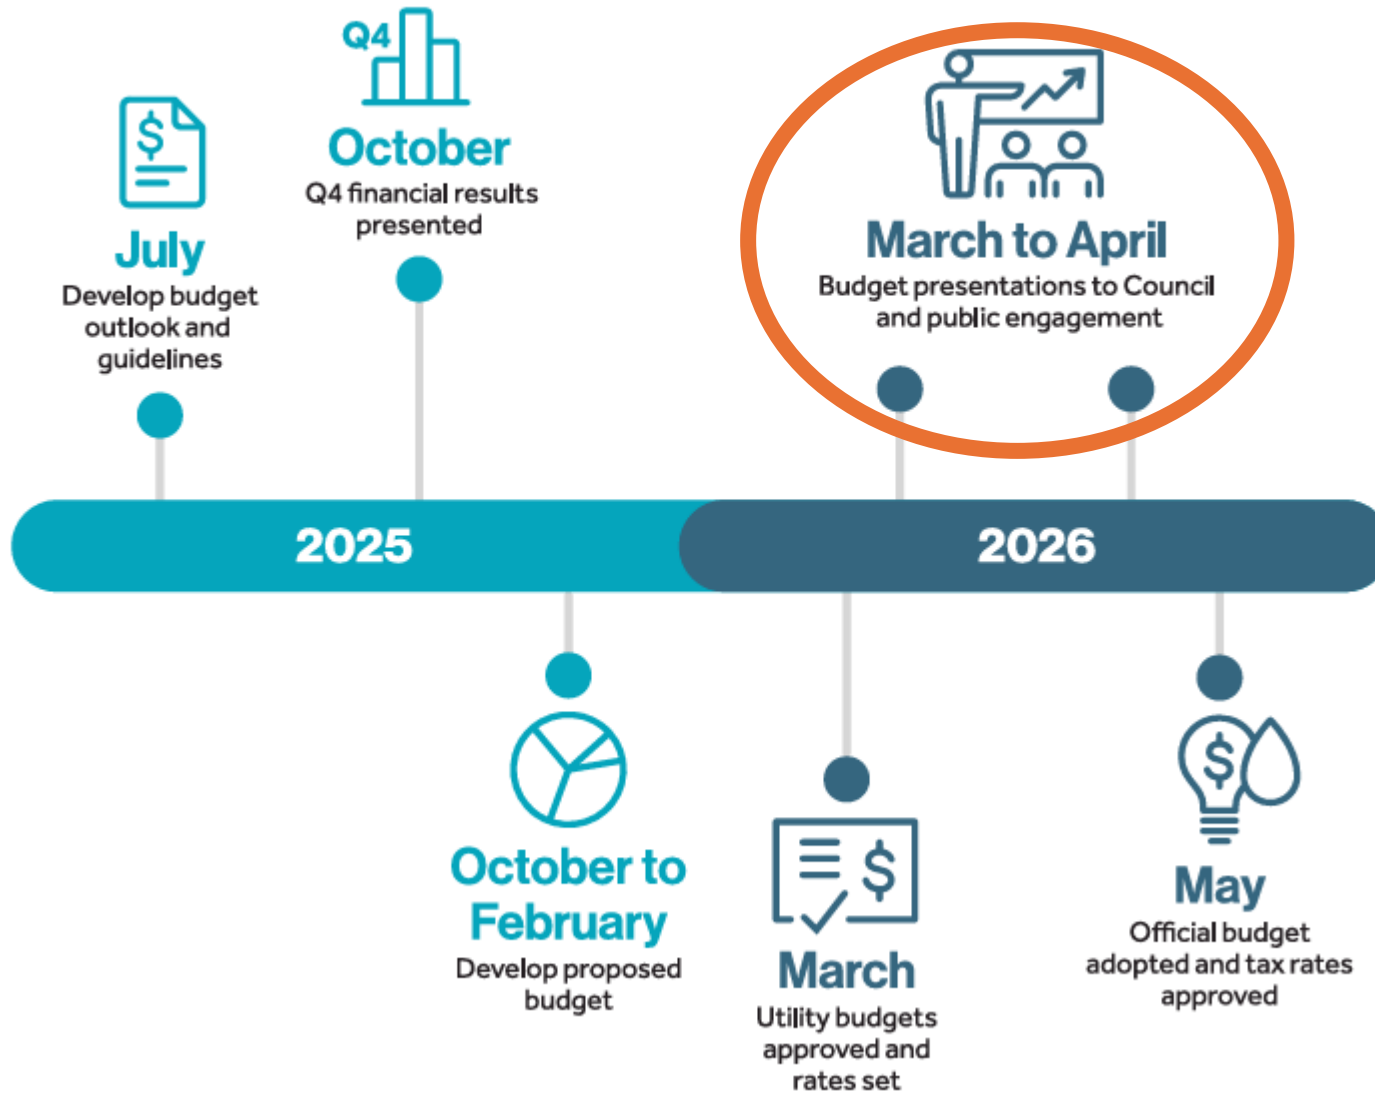 July
Develop budget
outlook and
guidelines
Q4
October
Q4 financial results
presented
March to April
Budget presentations to Council
and public engagement
2025
2026
October to
February
Develop proposed
budget
March
Utility budgets
approved and
rates set
May
Official budget
adopted and tax rates
approved
$
$
$